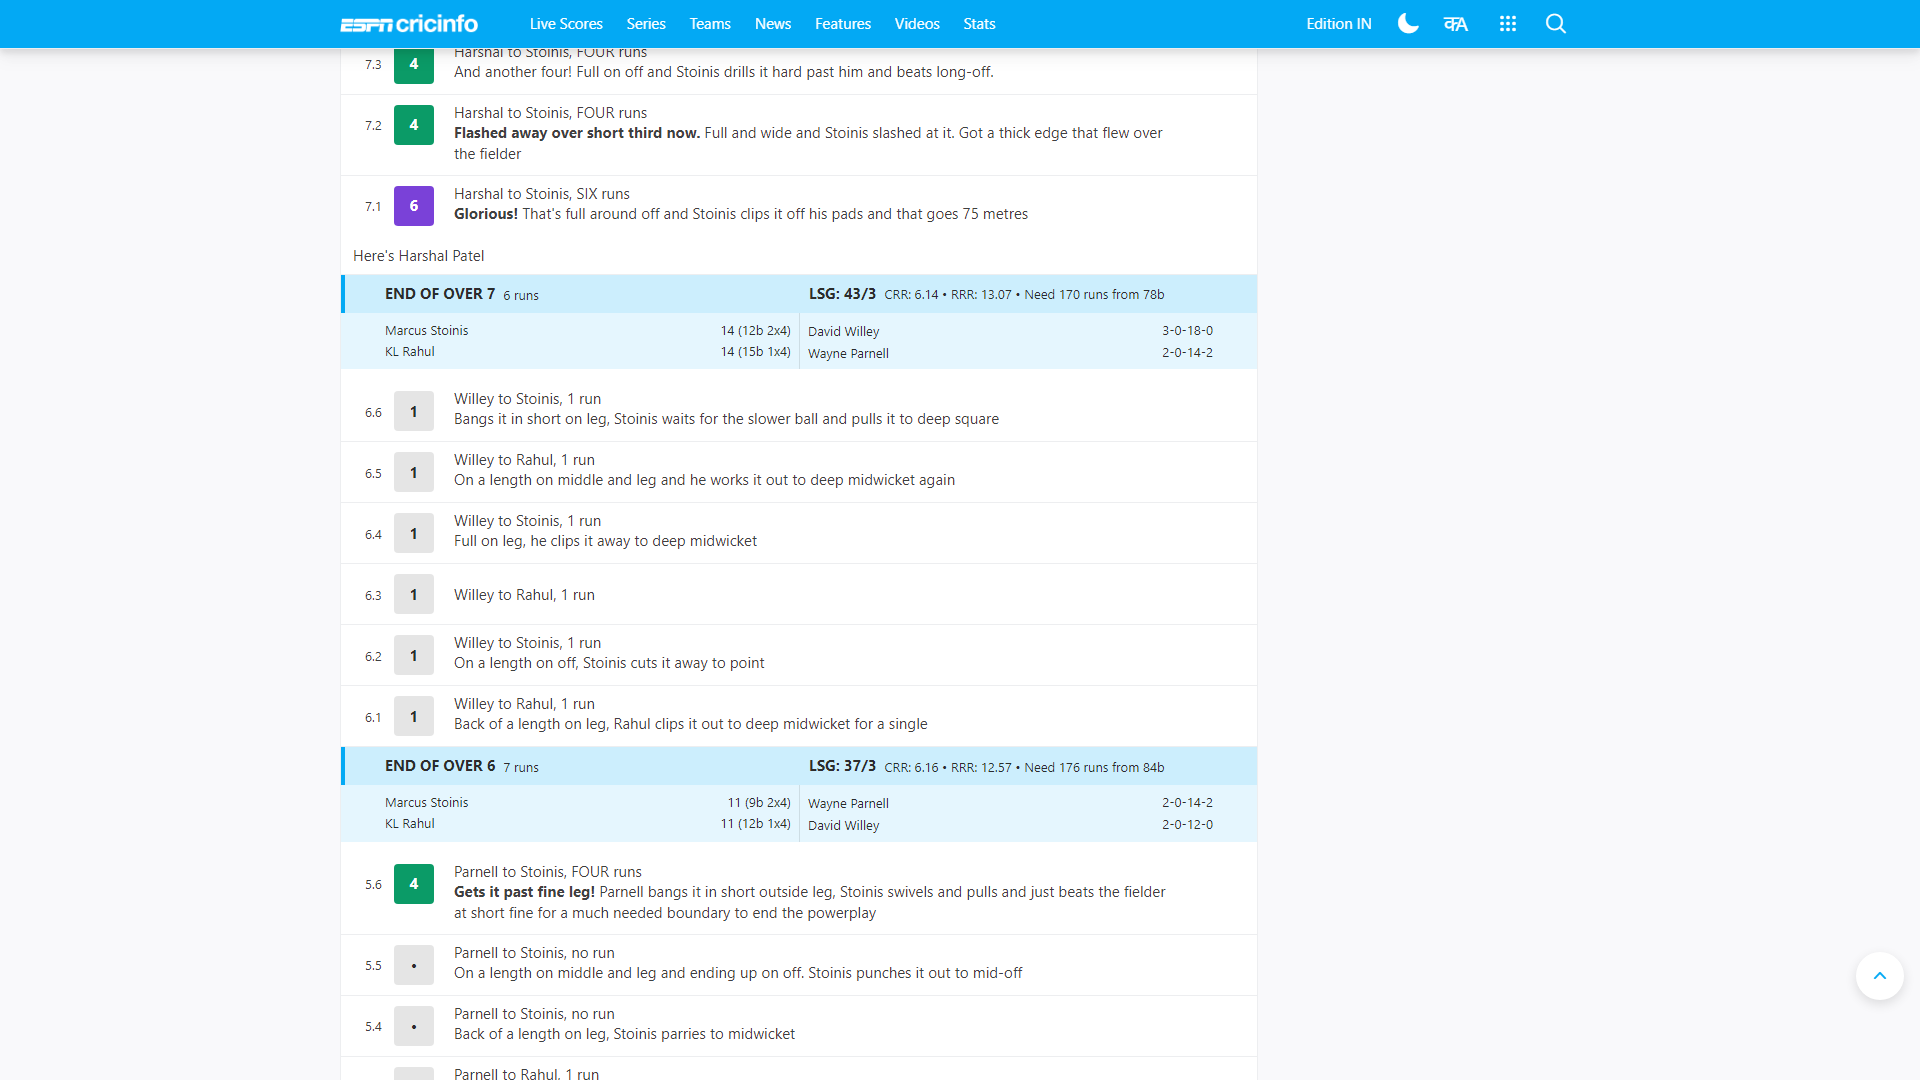 ESPN cricinfo Live Scores Series Teams News Features Videos Stats Edition IN कA
Harshal to Stoinis, FOUR runs
7.3 4 And another four! Full on off and Stoinis drills it hard past him and beats long-off.
Harshal to Stoinis, FOUR runs
7.2 4 Flashed away over short third now. Full and wide and Stoinis slashed at it. Got a thick edge that flew over
the fielder
Harshal to Stoinis, SIX runs
7.1 6 Glorious! That's full around off and Stoinis clips it off his pads and that goes 75 metres
Here's Harshal Patel
END OF OVER 7 6 runs LSG: 43/3 CRR: 6.14 • RRR: 13.07 • Need 170 runs from 78b
Marcus Stoinis 14 (12b 2x4) David Willey 3-0-18-0
KL Rahul 14 (15b 1x4) Wayne Parnell 2-0-14-2
Willey to Stoinis, 1 run
6.6 1 Bangs it in short on leg, Stoinis waits for the slower ball and pulls it to deep square
Willey to Rahul, 1 run
6.5 1 On a length on middle and leg and he works it out to deep midwicket again
Willey to Stoinis, 1 run
6.4 1 Full on leg, he clips it away to deep midwicket
6.3 1 Willey to Rahul, 1 run
Willey to Stoinis, 1 run
6.2 1 On a length on off, Stoinis cuts it away to point
Willey to Rahul, 1 run
6.1 1 Back of a length on leg, Rahul clips it out to deep midwicket for a single
END OF OVER 6 7 runs LSG: 37/3 CRR: 6.16 • RRR: 12.57 • Need 176 runs from 84b
Marcus Stoinis 11 (9b 2x4) Wayne Parnell 2-0-14-2
KL Rahul 11 (12b 1x4) David Willey 2-0-12-0
Parnell to Stoinis, FOUR runs
5.6 4 Gets it past fine leg! Parnell bangs it in short outside leg, Stoinis swivels and pulls and just beats the fielder
at short fine for a much needed boundary to end the powerplay
Parnell to Stoinis, no run
5.5 • On a length on middle and leg and ending up on off. Stoinis punches it out to mid-off
Parnell to Stoinis, no run
5.4 • Back of a length on leg, Stoinis parries to midwicket
Parnell to Rahul, 1 run